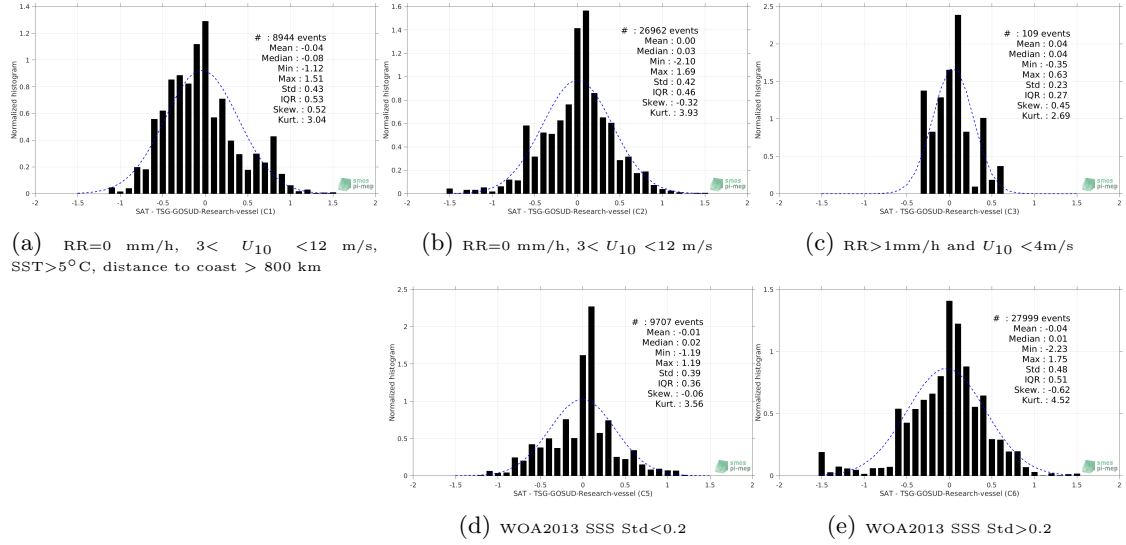 1.6
1.4
1.2
1
0.8
0.6
0.4
0.2
0
Normalized histogram
# : 8944 events
Mean : -0.04
Median : -0.08
Min : -1.12
Max : 1.51
Std : 0.43
IQR : 0.53
Skew. : 0.52
Kurt. : 3.04
smos
pi-mep
-2 -1.5 -1 -0.5 0 0.5 1 1.5 2
SAT - TSG-GOSUD-Research-vessel (C1)
(a) RR=0 mm/h, 3< U10 <12 m/s,
SST>5°C, distance to coast > 800 km
1.6
1.4
1.2
1
0.8
0.6
0.4
0.2
0
Normalized histogram
# : 26962 events
Mean : 0.00
Median : 0.03
Min : -2.10
Max : 1.69
Std : 0.42
IQR : 0.46
Skew. : -0.32
Kurt. : 3.93
smos
pi-mep
-2 -1.5 -1 -0.5 0 0.5 1 1.5 2
SAT - TSG-GOSUD-Research-vessel (C2)
(b) RR=0 mm/h, 3< U10 <12 m/s
2.5
2
1.5
1
0.5
0
Normalized histogram
# : 109 events
Mean : 0.04
Median : 0.04
Min : -0.35
Max : 0.63
Std : 0.23
IQR : 0.27
Skew. : 0.45
Kurt. : 2.69
smos
pi-mep
-2 -1.5 -1 -0.5 0 0.5 1 1.5 2
SAT - TSG-GOSUD-Research-vessel (C3)
(c) RR>1mm/h and U10 <4m/s
2.5
2
1.5
1
0.5
0
Normalized histogram
# : 9707 events
Mean : -0.01
Median : 0.02
Min : -1.19
Max : 1.19
Std : 0.39
IQR : 0.36
Skew. : -0.06
Kurt. : 3.56
smos
pi-mep
-2 -1.5 -1 -0.5 0 0.5 1 1.5 2
SAT - TSG-GOSUD-Research-vessel (C5)
(d) WOA2013 SSS Std<0.2
1.5
1
0.5
0
Normalized histogram
# : 27999 events
Mean : -0.04
Median : 0.01
Min : -2.23
Max : 1.75
Std : 0.48
IQR : 0.51
Skew. : -0.62
Kurt. : 4.52
smos
pi-mep
-2 -1.5 -1 -0.5 0 0.5 1 1.5 2
SAT - TSG-GOSUD-Research-vessel (C6)
(e) WOA2013 SSS Std>0.2